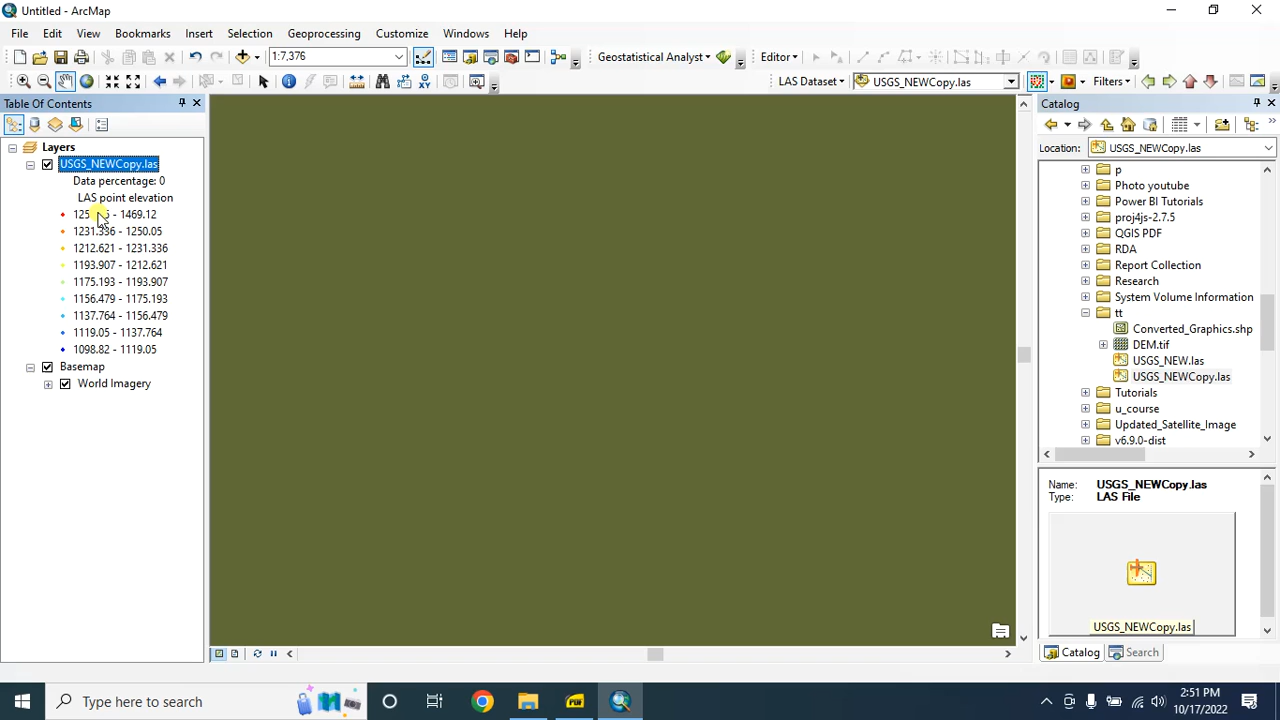 Untitled - ArcMap
File Edit View Bookmarks Insert Selection Geoprocessing Customize Windows Help
1:7,376 Geostatistical Analyst Editor
LAS Dataset USGS_NEWCopy.las Filters
Table Of Contents
Layers
USGS_NEWCopy.las
Data percentage: 0
LAS point elevation
- 1469.12
1231.336 - 1250.05
1212.621 - 1231.336
1193.907 - 1212.621
1175.193 - 1193.907
1156.479 - 1175.193
1137.764 - 1156.479
1119.05 - 1137.764
1098.82 - 1119.05
Basemap
World Imagery
Catalog
Location: USGS_NEWCopy.las
p
Photo youtube
Power BI Tutorials
proj4js-2.7.5
QGIS PDF
RDA
Report Collection
Research
System Volume Information
tt
Converted_Graphics.shp
DEM.tif
USGS_NEW.las
USGS_NEWCopy.las
Tutorials
u_course
Updated_Satellite_Image
v6.9.0-dist
Name: USGS_NEWCopy.las
Type: LAS File
USGS_NEWCopy.las
Catalog Search
Type here to search
2:51 PM
10/17/2022